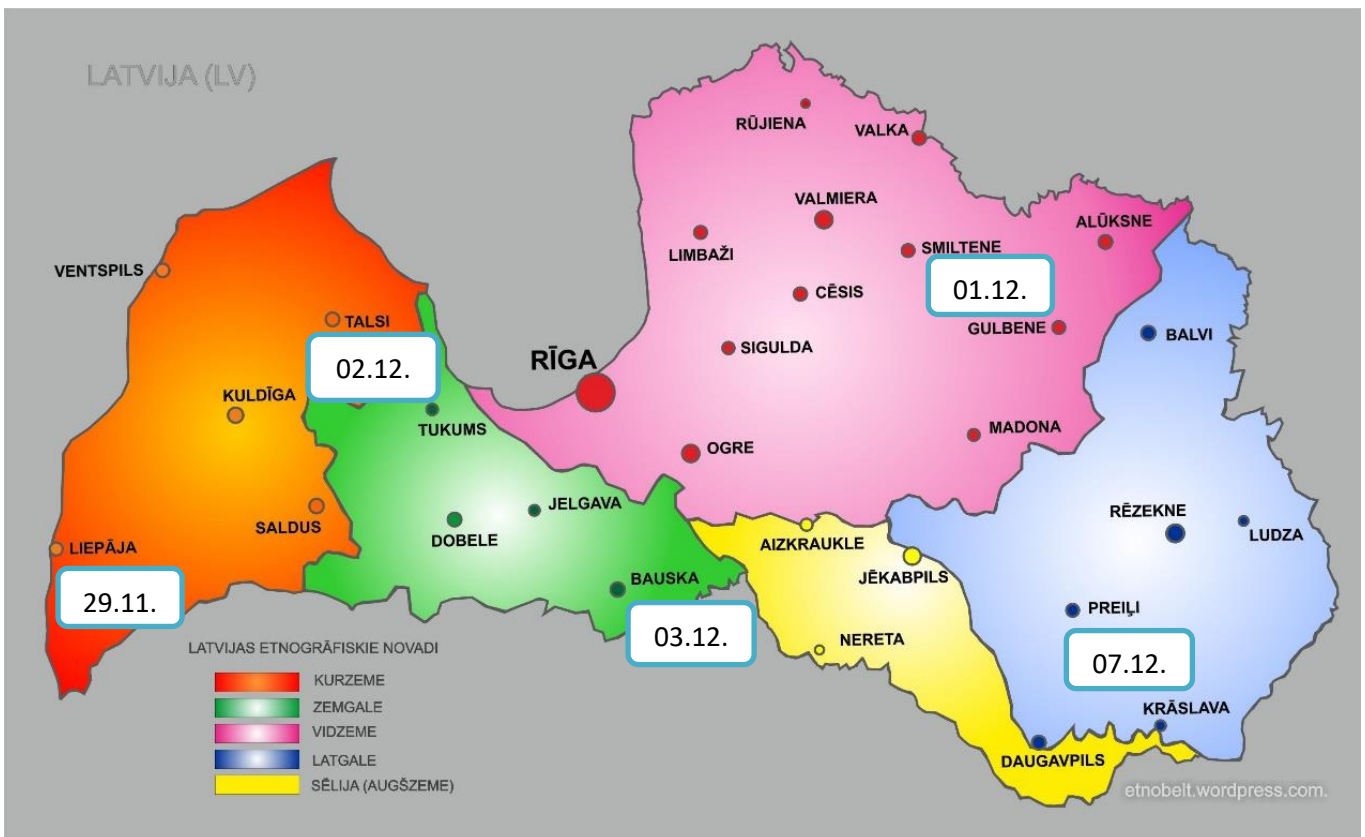 LATVIJA (LV)
RŪJIENA
VALKA
VALMIERA
ALŪKSNE
LIMBAŽI
SMILTENE
VENTSPILS
CĒSIS
01.12.
TALSI
GULBENE
BALVI
SIGULDA
RĪGA
02.12.
KULDĪGA
TUKUMS
MADONA
OGRE
JELGAVA
RĒZEKNE
SALDUS
DOBELE
LUDZA
LIEPĀJA
AIZKRAUKLE
JĒKABPILS
BAUSKA
29.11.
PREIĻI
03.12.
NERETA
07.12.
LATVIJAS ETNOGRĀFISKIE NOVADI
KURZEME
ZEMGALE
VIDZEME
LATGALE
SĒLIJA (AUGŠZEME)
KRĀSLAVA
DAUGAVPILS
etnobelt.wordpress.com.